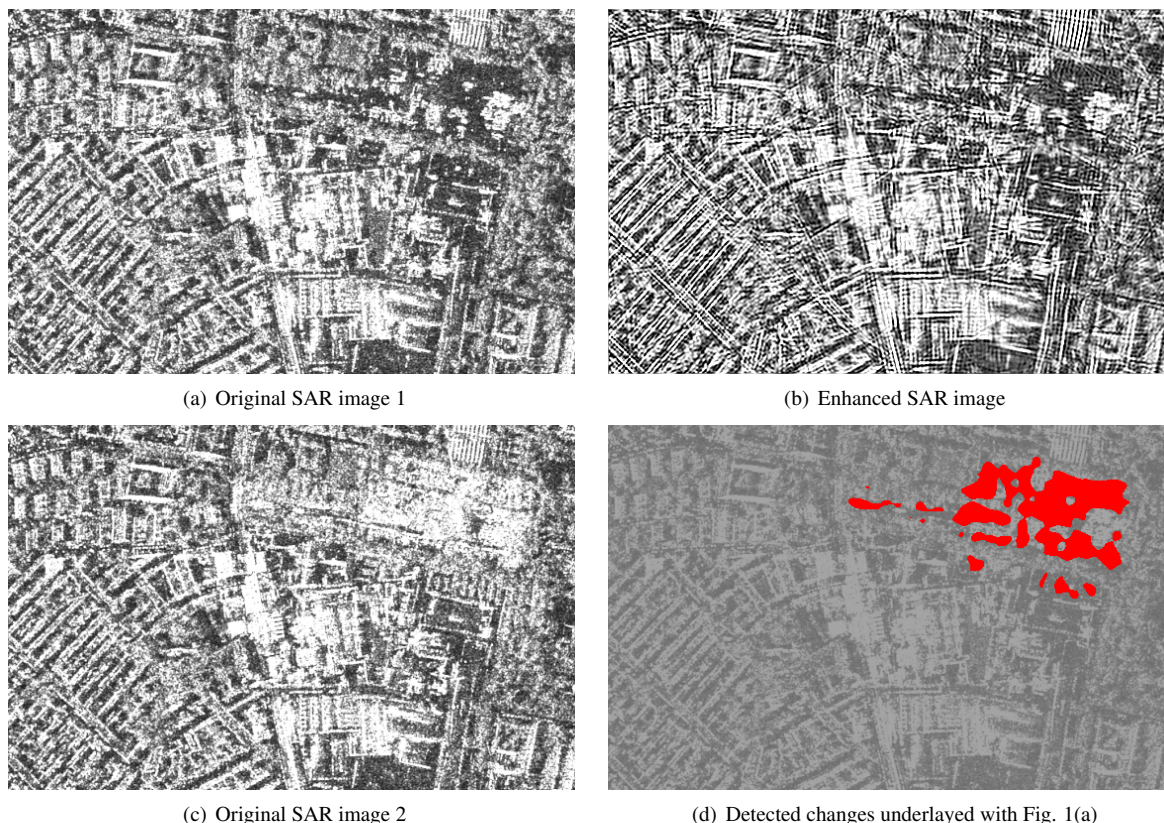 (a) Original SAR image 1
(b) Enhanced SAR image
(c) Original SAR image 2
(d) Detected changes underlayed with Fig. 1(a)